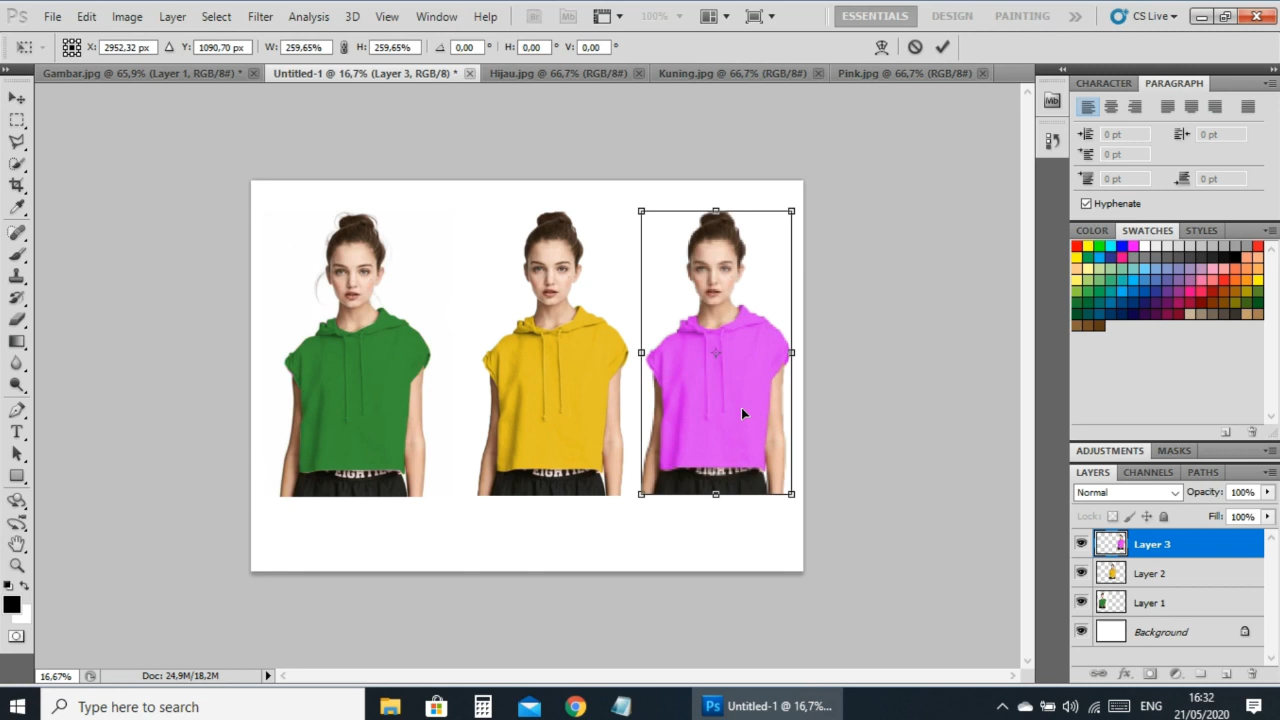 Ps File Edit Image Layer Select Filter Analysis 3D View Window Help Br Mb 100% ESSENTIALS DESIGN PAINTING CS Live
X: 2952,32 px Y: 1090,70 px W: 259,65% H: 259,65% 0,00 ° H: 0,00 ° V: 0,00 °
Gambar.jpg @ 65,9% (Layer 1, RGB/8#) * Untitled-1 @ 16,7% (Layer 3, RGB/8) * Hijau.jpg @ 66,7% (RGB/8#) Kuning.jpg @ 66,7% (RGB/8#) Pink.jpg @ 66,7% (RGB/8#)
Mb
CHARACTER PARAGRAPH
0 pt 0 pt
0 pt
0 pt 0 pt
Hyphenate
COLOR SWATCHES STYLES
ADJUSTMENTS MASKS
LAYERS CHANNELS PATHS
Normal Opacity: 100%
Lock: Fill: 100%
Layer 3
Layer 2
Layer 1
Background
16,67% Doc: 24,9M/18,2M
Type here to search
Ps Untitled-1 @ 16,7%...
ENG
16:32
21/05/2020